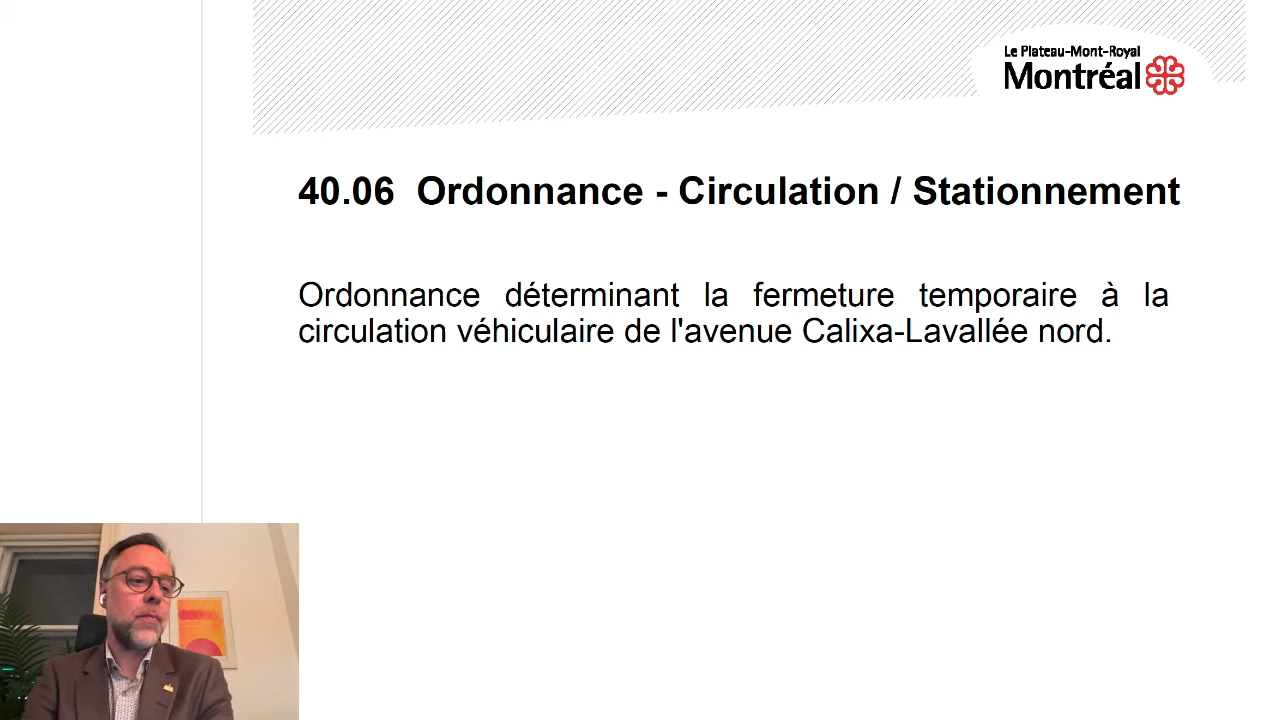 Le Plateau-Mont-Royal
Montréal
40.06 Ordonnance - Circulation / Stationnement
Ordonnance déterminant la fermeture temporaire à la
circulation véhiculaire de l'avenue Calixa-Lavallée nord.